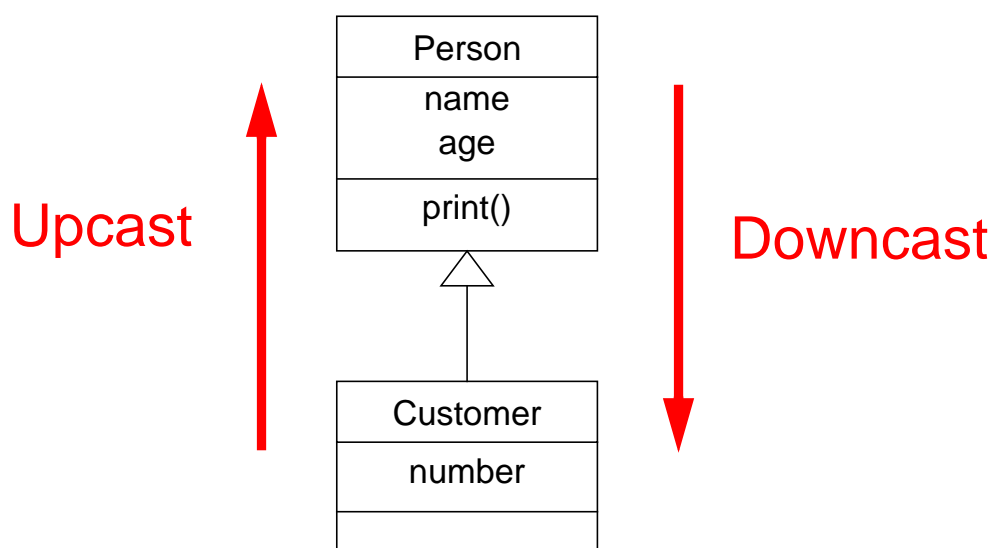 Person
name
age
print()
Upcast
Downcast
Customer
number